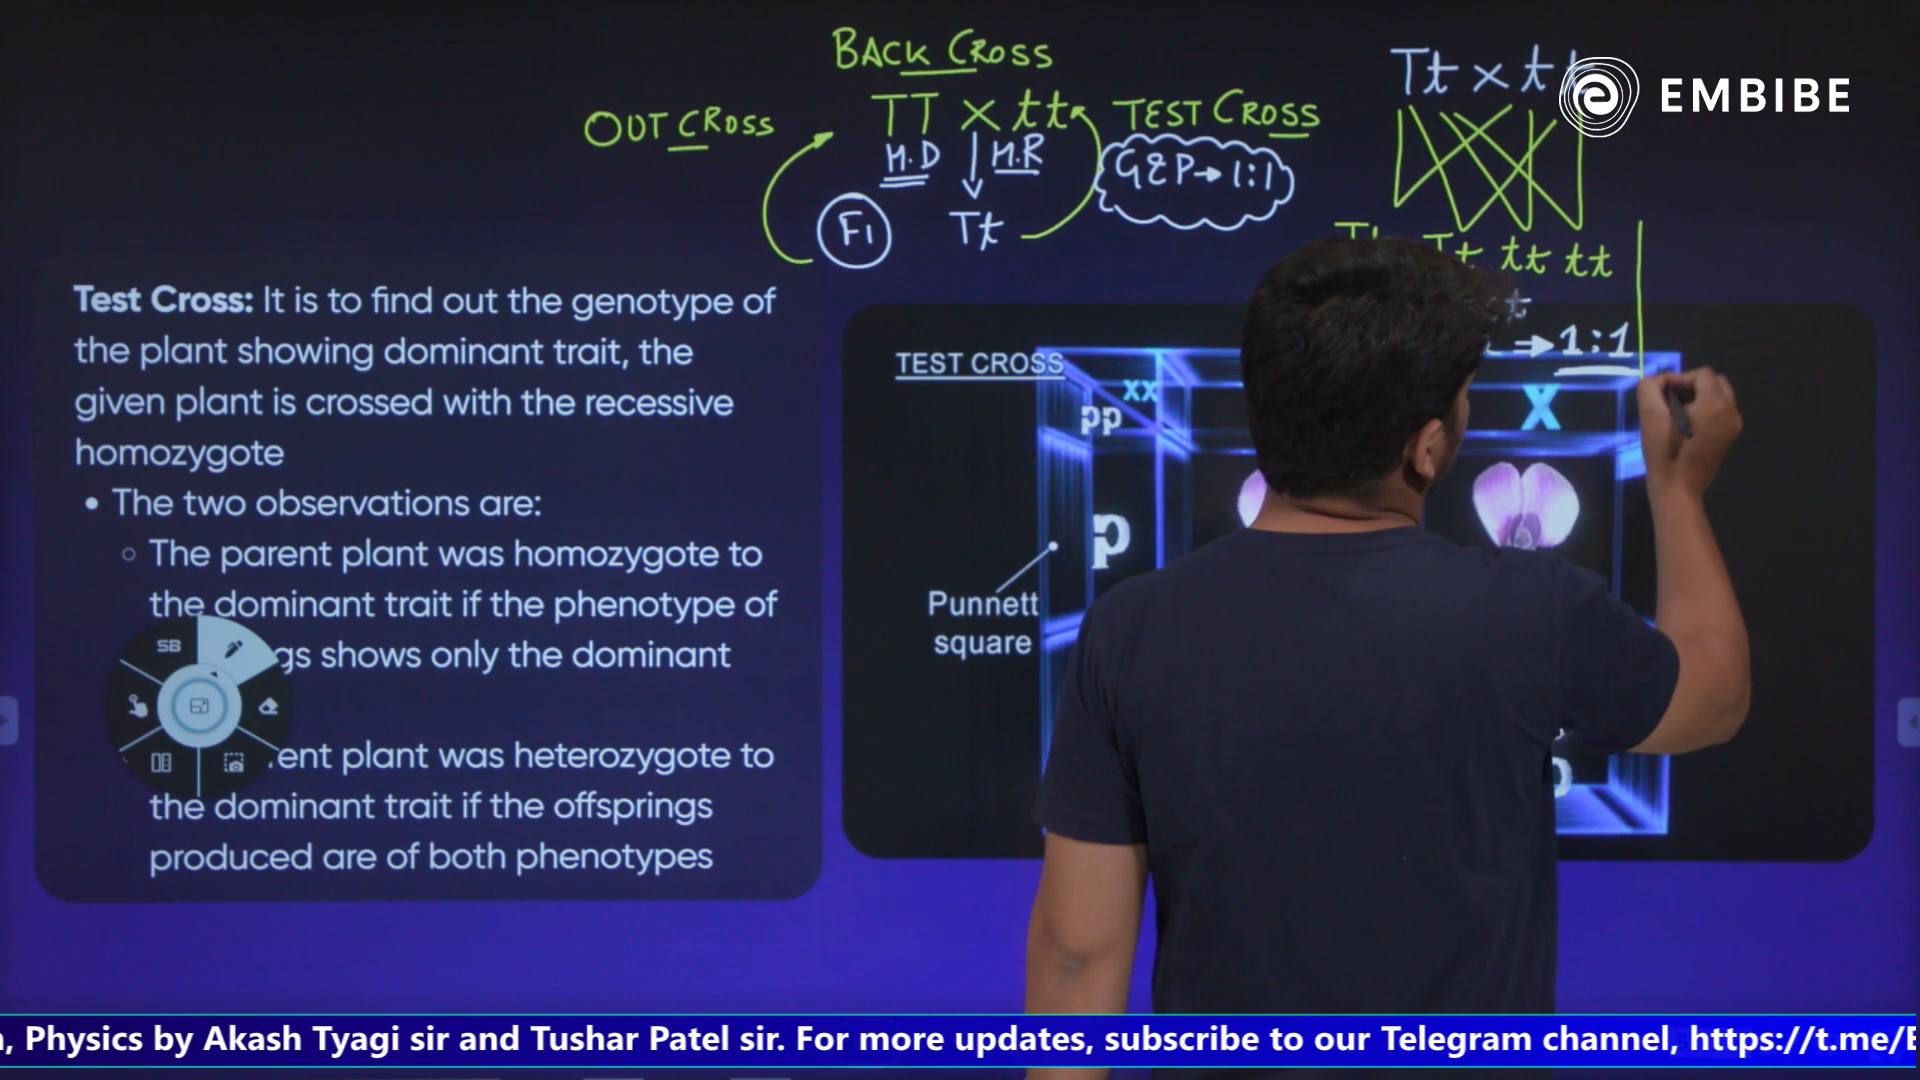 BACK CROSS
OUT CROSS
TT X tt
TEST CROSS
M.D
M.R
G&P→1:1
F1
Tt
Tt x tt
EMBIBE
Tt tt tt
→ 1:1
Test Cross: It is to find out the genotype of
the plant showing dominant trait, the
given plant is crossed with the recessive
homozygote
• The two observations are:
○ The parent plant was homozygote to
the dominant trait if the phenotype of
gs shows only the dominant
ent plant was heterozygote to
the dominant trait if the offsprings
produced are of both phenotypes
SB
TEST CROSS
xx
pp
X
p
Punnett
square
, Physics by Akash Tyagi sir and Tushar Patel sir. For more updates, subscribe to our Telegram channel, https://t.me/E